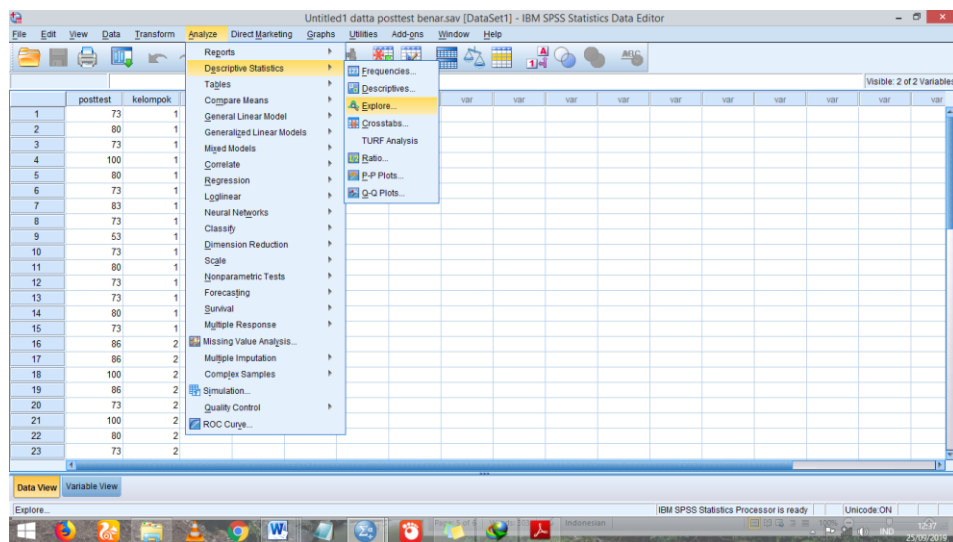 Untitled1 datta posttest benar.sav [DataSet1] - IBM SPSS Statistics Data Editor
File Edit View Data Transform Analyze Direct Marketing Graphs Utilities Add-ons Window Help
Visible: 2 of 2 Variables
Reports
Descriptive Statistics
Tables
Compare Means
General Linear Model
Generalized Linear Models
Mixed Models
Correlate
Regression
Loglinear
Neural Networks
Classify
Dimension Reduction
Scale
Nonparametric Tests
Forecasting
Survival
Multiple Response
Missing Value Analysis...
Multiple Imputation
Complex Samples
Simulation...
Quality Control
ROC Curve...
Frequencies...
Descriptives...
Explore...
Crosstabs...
TURF Analysis
Ratio...
P-P Plots...
Q-Q Plots...
posttest kelompok var var var var var var var var var
1 73 1
2 80 1
3 73 1
4 100 1
5 80 1
6 73 1
7 83 1
8 73 1
9 53 1
10 73 1
11 80 1
12 73 1
13 73 1
14 80 1
15 73 1
16 86 2
17 86 2
18 100 2
19 86 2
20 73 2
21 100 2
22 80 2
23 73 2
Data View Variable View
Explore... IBM SPSS Statistics Processor is ready Unicode:ON
Indonesian 100% IND 12:37
25/09/2019